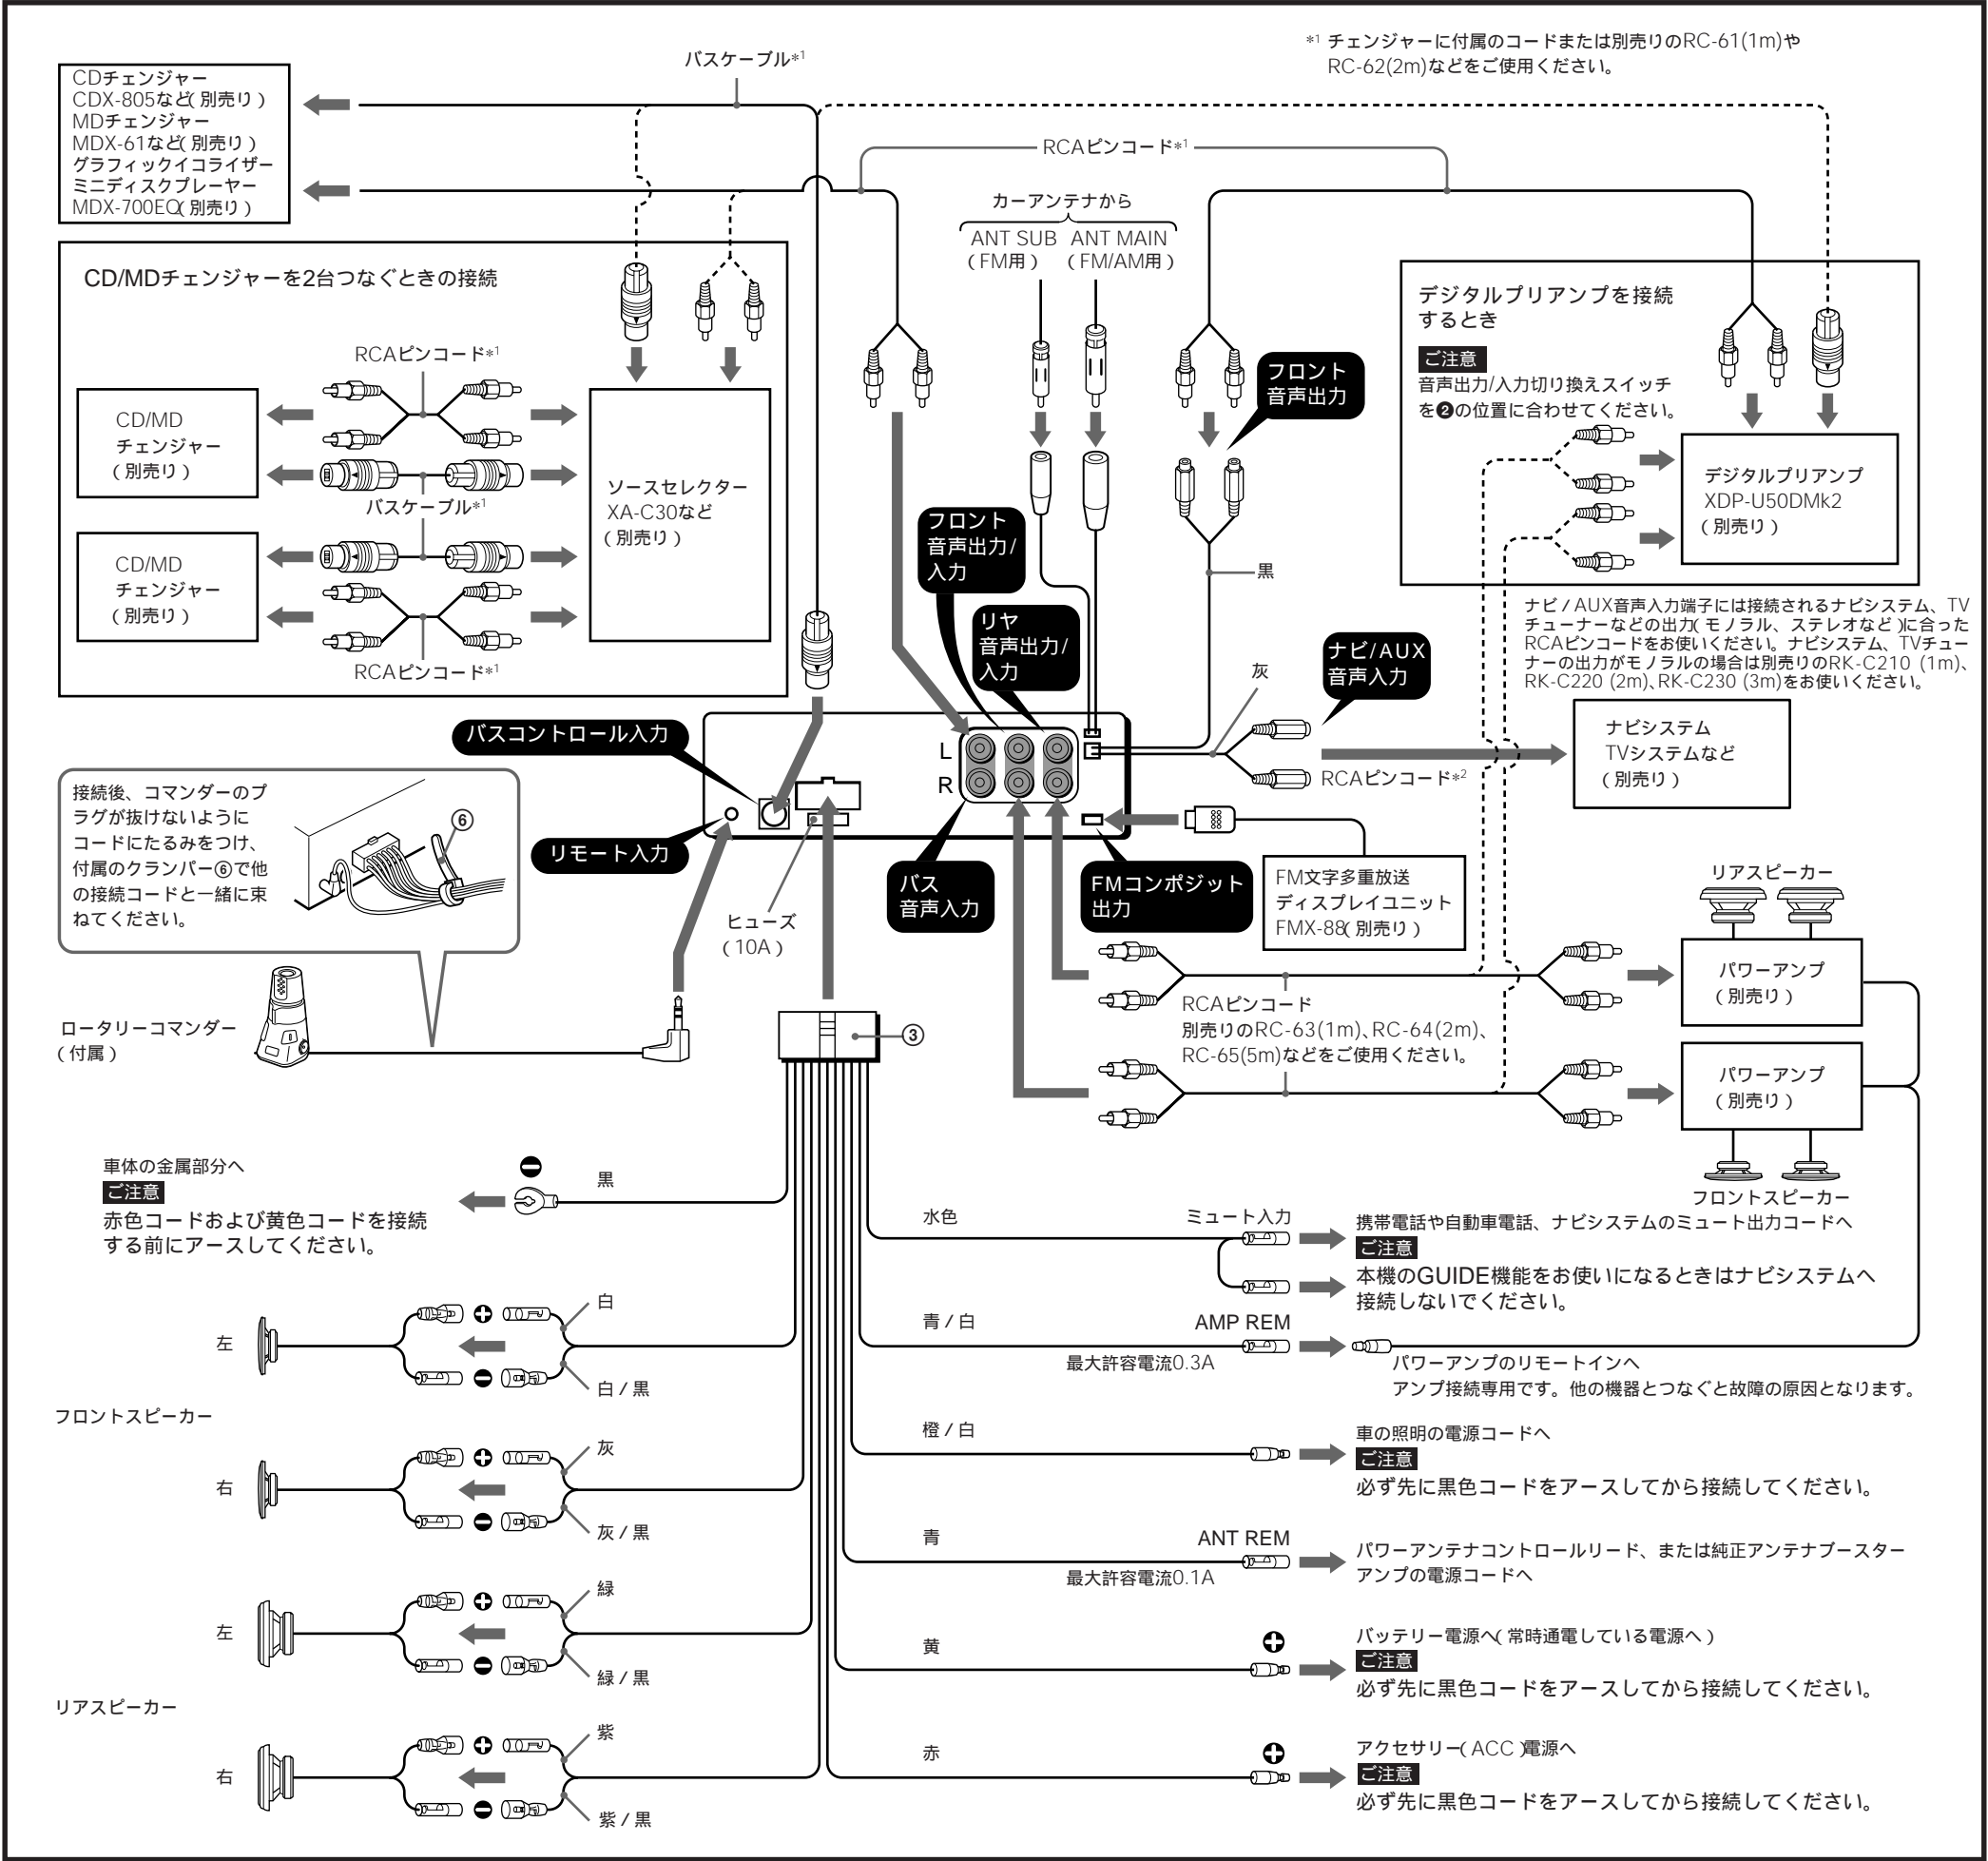 *1 チェンジャーに付属のコードまたは別売りのRC-61(1m)や
RC-62(2m)などをご使用ください。
バスケーブル*1
CDチェンジャー
CDX-805など(別売り)
MDチェンジャー
MDX-61など(別売り)
グラフィックイコライザー
ミニディスクプレーヤー
MDX-700EQ(別売り)
RCAピンコード*1
カーアンテナから
ANT SUB
(FM用)
ANT MAIN
(FM/AM用)
CD/MDチェンジャーを2台つなぐときの接続
RCAピンコード*1
CD/MD
チェンジャー
(別売り)
バスケーブル*1
CD/MD
チェンジャー
(別売り)
RCAピンコード*1
ソースセレクター
XA-C30など
(別売り)
デジタルプリアンプを接続
するとき
ご注意
音声出力/入力切り換えスイッチ
を❷の位置に合わせてください。
デジタルプリアンプ
XDP-U50DMk2
(別売り)
フロント
音声出力
フロント
音声出力/
入力
リヤ
音声出力/
入力
黒
灰
ナビ/AUX
音声入力
ナビ/AUX音声入力端子には接続されるナビシステム、TV
チューナーなどの出力(モノラル、ステレオなど)に合った
RCAピンコードをお使いください。ナビシステム、TVチュー
ナーの出力がモノラルの場合は別売りのRK-C210 (1m)、
RK-C220 (2m)、RK-C230 (3m)をお使いください。
ナビシステム
TVシステムなど
(別売り)
RCAピンコード*2
バスコントロール入力
L
R
リモート入力
ヒューズ
(10A)
バス
音声入力
FMコンポジット
出力
FM文字多重放送
ディスプレイユニット
FMX-88(別売り)
接続後、コマンダーのプ
ラグが抜けないように
コードにたるみをつけ、
付属のクランパー⑥で他
の接続コードと一緒に束
ねてください。
⑥
ロータリーコマンダー
(付属)
③
RCAピンコード
別売りのRC-63(1m)、RC-64(2m)、
RC-65(5m)などをご使用ください。
リアスピーカー
パワーアンプ
(別売り)
パワーアンプ
(別売り)
フロントスピーカー
車体の金属部分へ
ご注意
赤色コードおよび黄色コードを接続
する前にアースしてください。
黒
左
白
白/黒
フロントスピーカー
右
灰
灰/黒
左
緑
緑/黒
リアスピーカー
右
紫
紫/黒
水色
ミュート入力
携帯電話や自動車電話、ナビシステムのミュート出力コードへ
ご注意
本機のGUIDE機能をお使いになるときはナビシステムへ
接続しないでください。
青/白
AMP REM
最大許容電流0.3A
パワーアンプのリモートインへ
アンプ接続専用です。他の機器とつなぐと故障の原因となります。
橙/白
車の照明の電源コードへ
ご注意
必ず先に黒色コードをアースしてから接続してください。
青
ANT REM
最大許容電流0.1A
パワーアンテナコントロールリード、または純正アンテナブースター
アンプの電源コードへ
黄
バッテリー電源へ(常時通電している電源へ)
ご注意
必ず先に黒色コードをアースしてから接続してください。
赤
アクセサリー(ACC)電源へ
ご注意
必ず先に黒色コードをアースしてから接続してください。